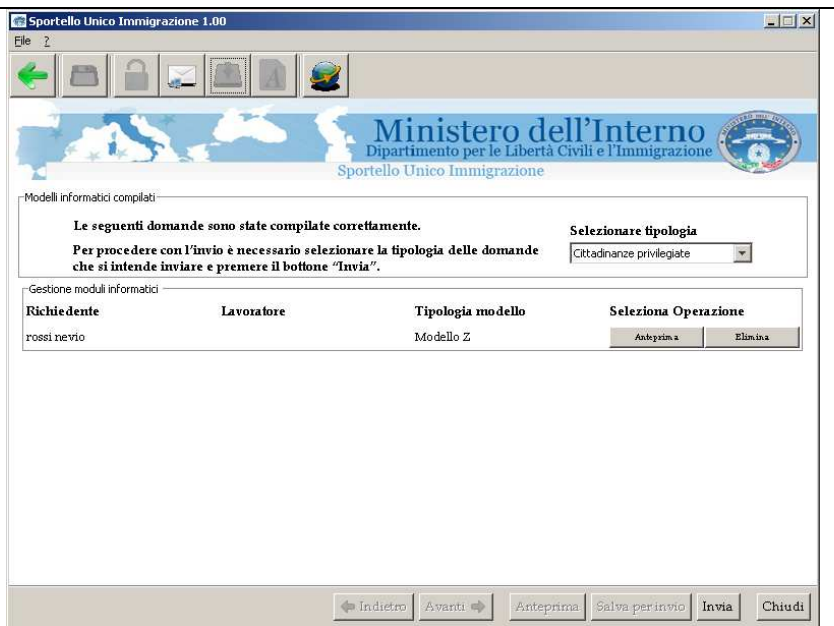 Sportello Unico Immigrazione 1.00
File ?
Ministero dell'Interno
Dipartimento per le Libertà Civili e l'Immigrazione
Sportello Unico Immigrazione
Modelli informatici compilati
Le seguenti domande sono state compilate correttamente.
Per procedere con l'invio è necessario selezionare la tipologia delle domande
che si intende inviare e premere il bottone "Invia".
Selezionare tipologia
Cittadinanze privilegiate
Gestione moduli informatici
Richiedente Lavoratore Tipologia modello Seleziona Operazione
rossi nevio Modello Z Anteprima Elimina
Indietro Avanti Anteprima Salva per invio Invia Chiudi